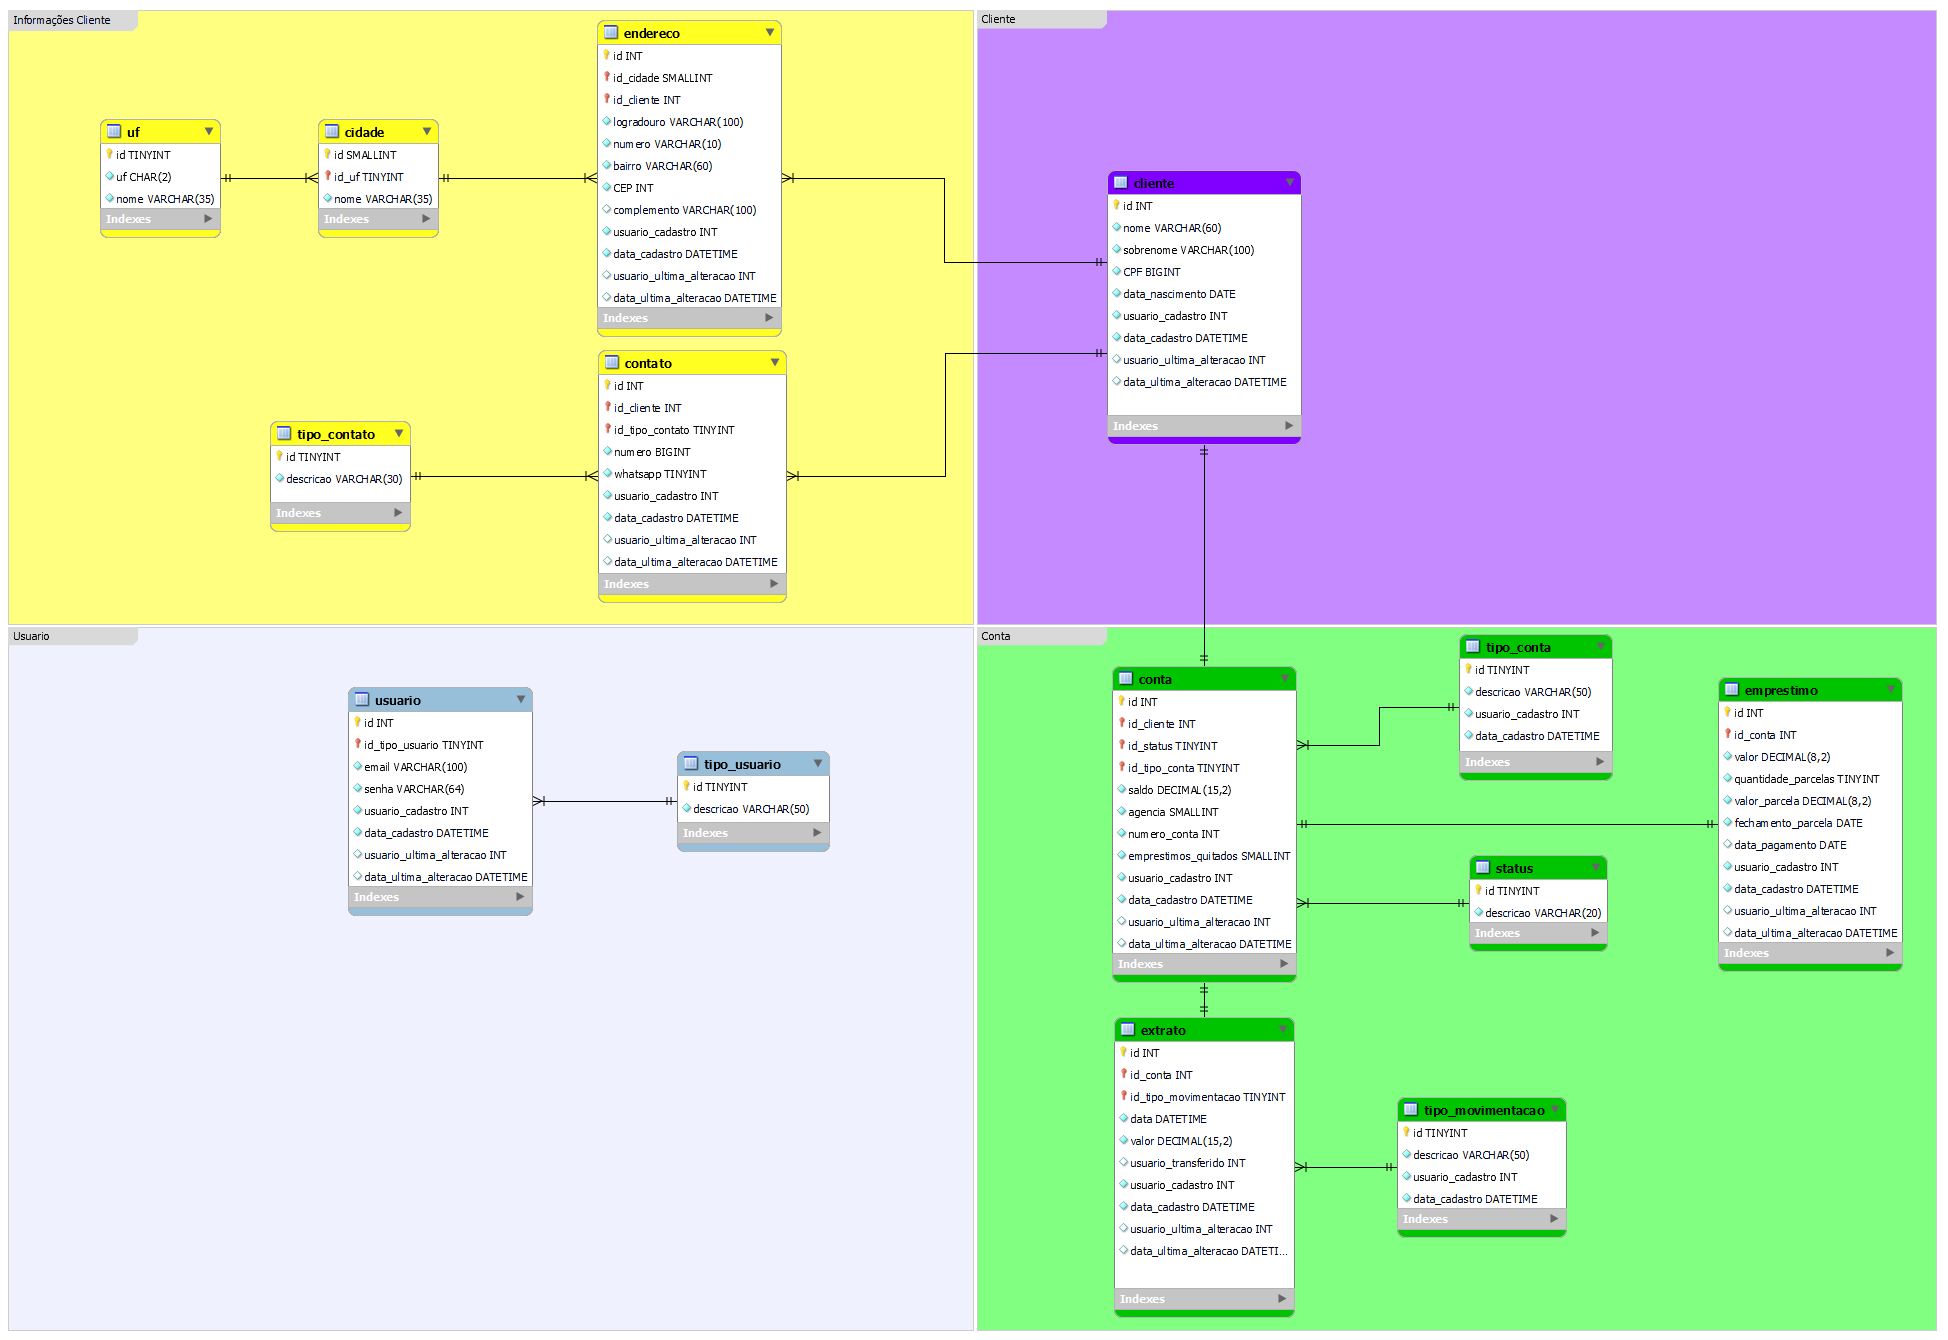 Informações Cliente
uf
id TINYINT
uf CHAR(2)
nome VARCHAR(35)
Indexes
cidade
id SMALLINT
id_uf TINYINT
nome VARCHAR(35)
Indexes
endereco
id INT
id_cidade SMALLINT
id_cliente INT
logradouro VARCHAR(100)
numero VARCHAR(10)
bairro VARCHAR(60)
CEP INT
complemento VARCHAR(100)
usuario_cadastro INT
data_cadastro DATETIME
usuario_ultima_alteracao INT
data_ultima_alteracao DATETIME
Indexes
tipo_contato
id TINYINT
descricao VARCHAR(30)
Indexes
contato
id INT
id_cliente INT
id_tipo_contato TINYINT
numero BIGINT
whatsapp TINYINT
usuario_cadastro INT
data_cadastro DATETIME
usuario_ultima_alteracao INT
data_ultima_alteracao DATETIME
Indexes
Cliente
cliente
id INT
nome VARCHAR(60)
sobrenome VARCHAR(100)
CPF BIGINT
data_nascimento DATE
usuario_cadastro INT
data_cadastro DATETIME
usuario_ultima_alteracao INT
data_ultima_alteracao DATETIME
Indexes
Usuario
usuario
id INT
id_tipo_usuario TINYINT
email VARCHAR(100)
senha VARCHAR(64)
usuario_cadastro INT
data_cadastro DATETIME
usuario_ultima_alteracao INT
data_ultima_alteracao DATETIME
Indexes
tipo_usuario
id TINYINT
descricao VARCHAR(50)
Indexes
Conta
conta
id INT
id_cliente INT
id_status TINYINT
id_tipo_conta TINYINT
saldo DECIMAL(15,2)
agencia SMALLINT
numero_conta INT
emprestimos_quitados SMALLINT
usuario_cadastro INT
data_cadastro DATETIME
usuario_ultima_alteracao INT
data_ultima_alteracao DATETIME
Indexes
tipo_conta
id TINYINT
descricao VARCHAR(50)
usuario_cadastro INT
data_cadastro DATETIME
Indexes
emprestimo
id INT
id_conta INT
valor DECIMAL(8,2)
quantidade_parcelas TINYINT
valor_parcela DECIMAL(8,2)
fechamento_parcela DATE
data_pagamento DATE
usuario_cadastro INT
data_cadastro DATETIME
usuario_ultima_alteracao INT
data_ultima_alteracao DATETIME
Indexes
status
id TINYINT
descricao VARCHAR(20)
Indexes
extrato
id INT
id_conta INT
id_tipo_movimentacao TINYINT
data DATETIME
valor DECIMAL(15,2)
usuario_transferido INT
usuario_cadastro INT
data_cadastro DATETIME
usuario_ultima_alteracao INT
data_ultima_alteracao DATETI...
Indexes
tipo_movimentacao
id TINYINT
descricao VARCHAR(50)
usuario_cadastro INT
data_cadastro DATETIME
Indexes